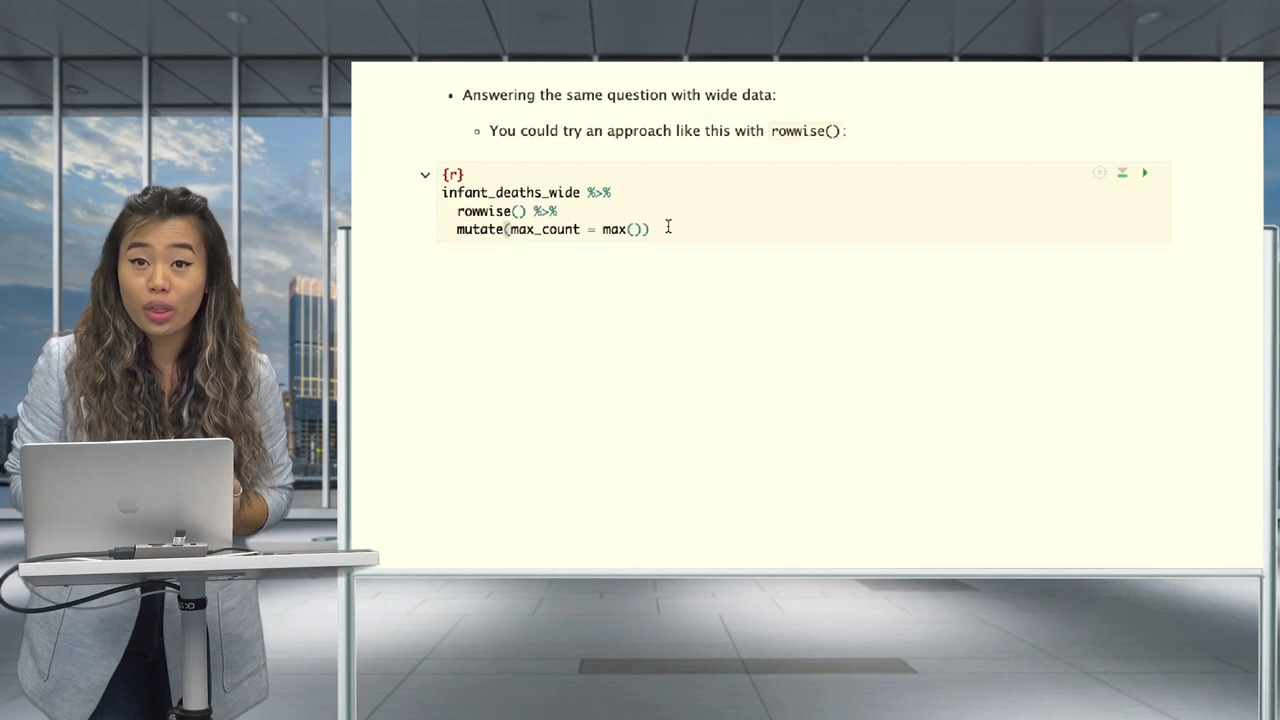 • Answering the same question with wide data:
◦ You could try an approach like this with rowwise():
{r}
infant_deaths_wide %>%
rowwise() %>%
mutate(max_count = max())